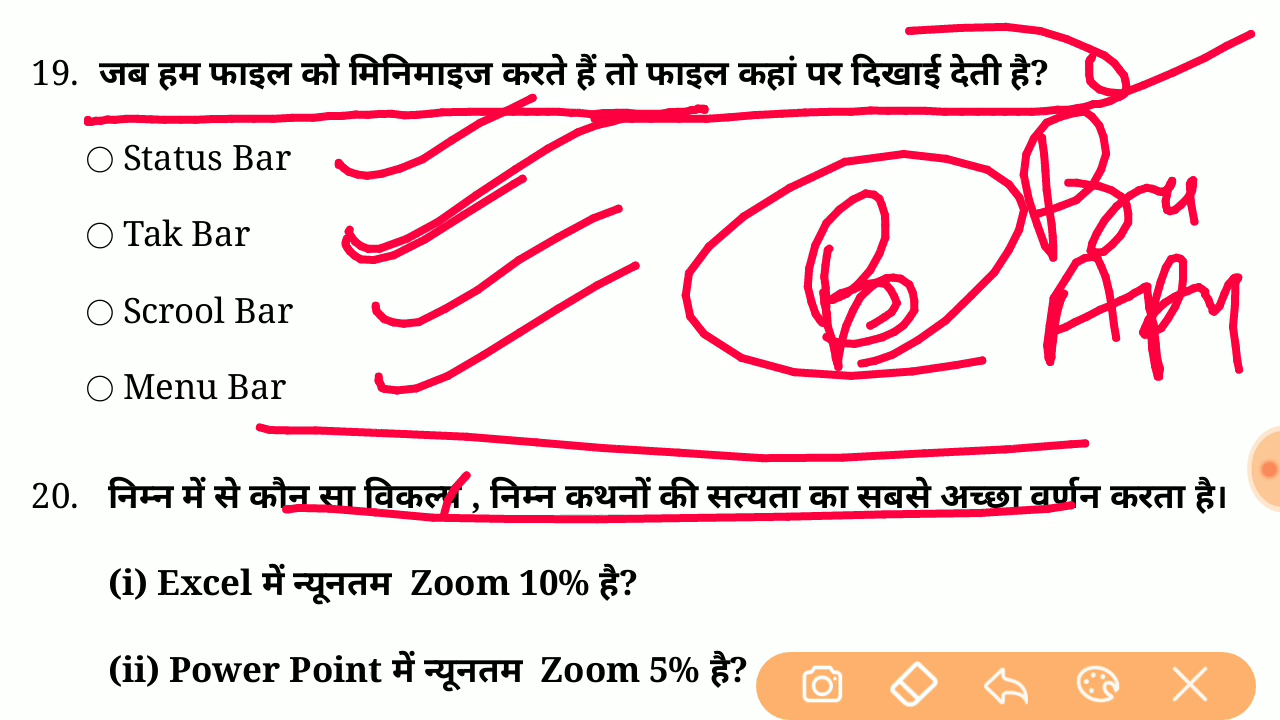 19. जब हम फाइल को मिनिमाइज करते हैं तो फाइल कहां पर दिखाई देती है?
Status Bar
Tak Bar
Scrool Bar
Menu Bar
B
20. निम्न में से कौन सा विकल्प , निम्न कथनों की सत्यता का सबसे अच्छा वर्णन करता है।
(i) Excel में न्यूनतम Zoom 10% है?
(ii) Power Point में न्यूनतम Zoom 5% है?